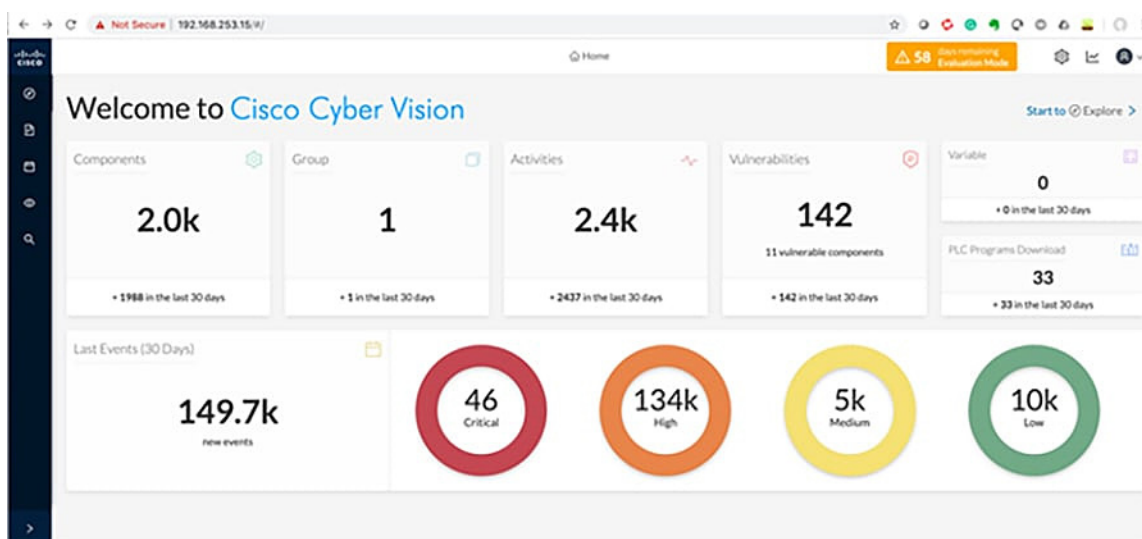 Not Secure | 192.168.253.15/#/
CISCO
Home
58 days remaining
Evaluation Mode
Welcome to Cisco Cyber Vision
Start to Explore >
Components
2.0k
+ 1988 in the last 30 days
Group
1
+ 1 in the last 30 days
Activities
2.4k
+ 2437 in the last 30 days
Vulnerabilities
142
11 vulnerable components
+ 142 in the last 30 days
Variable
0
+ 0 in the last 30 days
PLC Programs Download
33
+ 33 in the last 30 days
Last Events (30 Days)
149.7k
new events
46
Critical
134k
High
5k
Medium
10k
Low